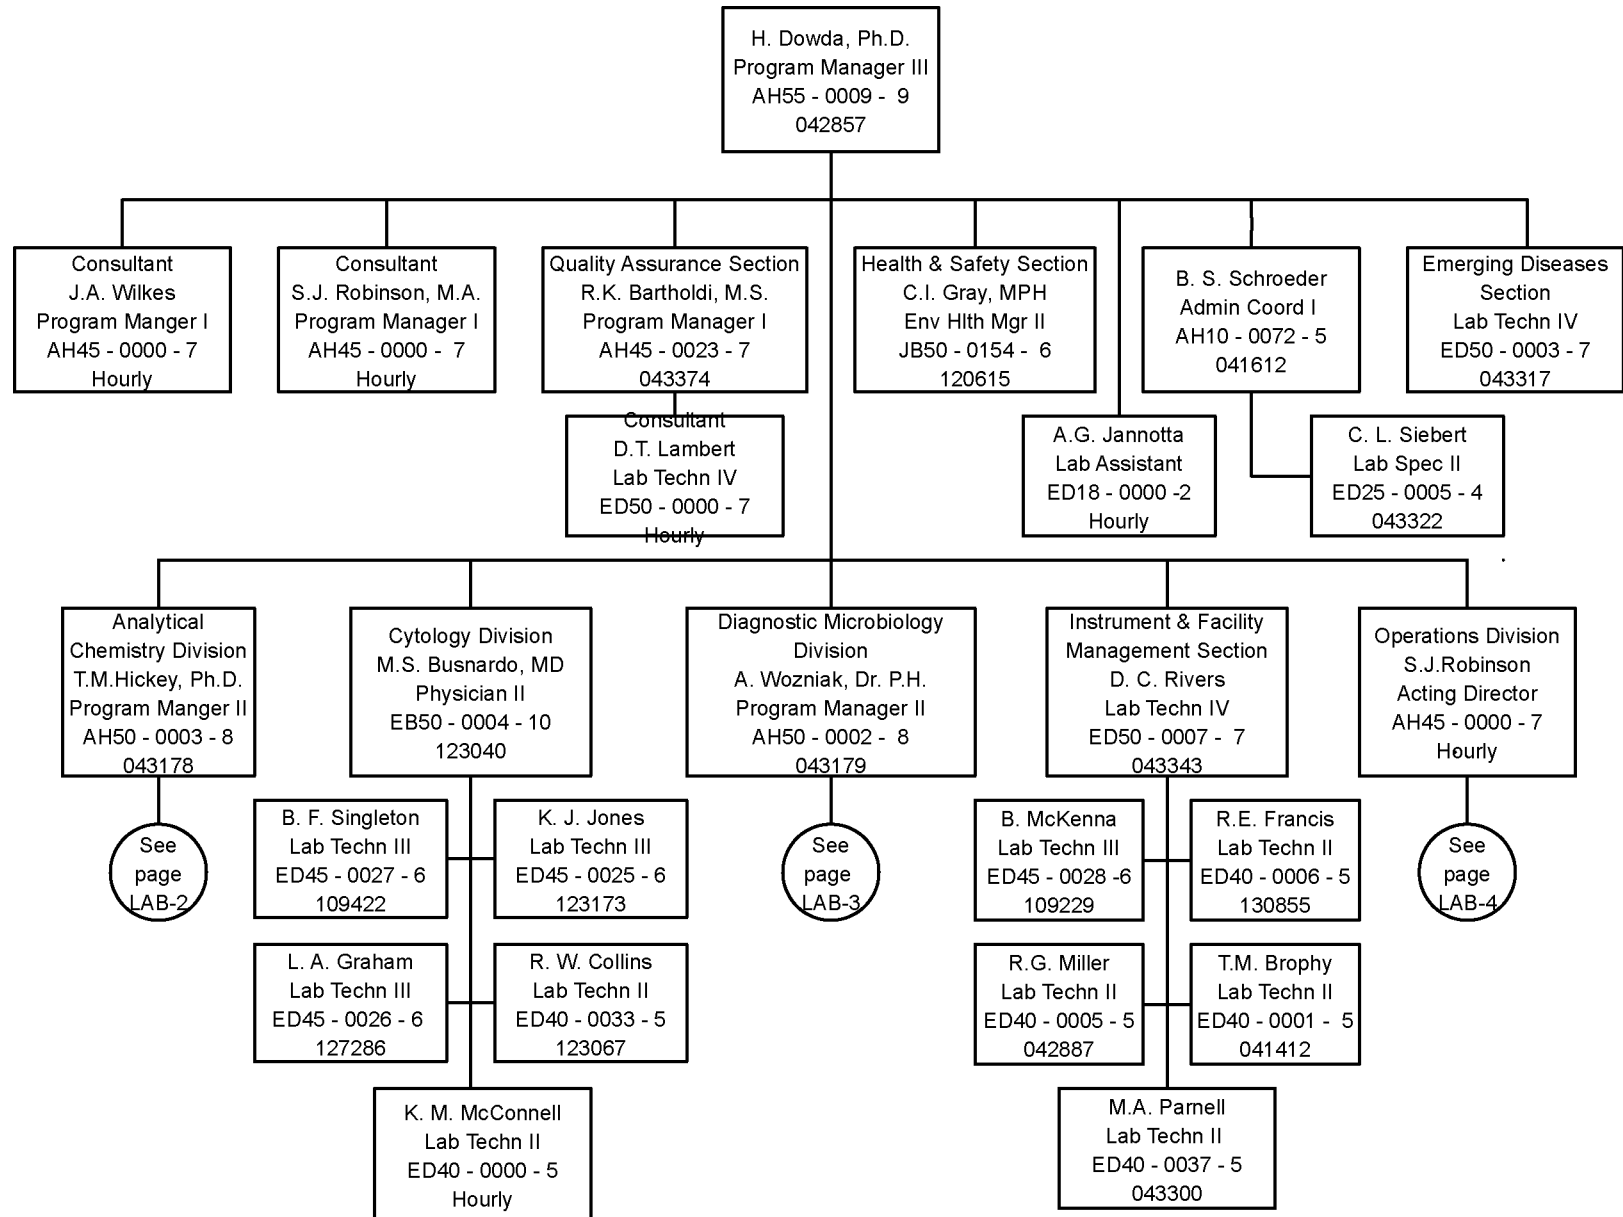 H. Dowda, Ph.D.
Program Manager III
AH55 - 0009 -  9
042857
Consultant
J.A. Wilkes
Program Manger I
AH45 - 0000 - 7
Hourly
Consultant
S.J. Robinson, M.A.
Program Manager I
AH45 - 0000 -  7
Hourly
Quality Assurance Section
R.K. Bartholdi, M.S.
Program Manager I
AH45 - 0023 - 7
043374
Health & Safety Section
C.I. Gray, MPH
Env Hlth Mgr II
JB50 - 0154 -  6
120615
B. S. Schroeder
Admin Coord I
AH10 - 0072 - 5
041612
Emerging Diseases
Section
Lab Techn IV
ED50 - 0003 - 7
043317
Consultant
D.T. Lambert
Lab Techn IV
ED50 - 0000 - 7
Hourly
A.G. Jannotta
Lab Assistant
ED18 - 0000 -2
Hourly
C. L. Siebert
Lab Spec II
ED25 - 0005 - 4
043322
Analytical
Chemistry Division
T.M.Hickey, Ph.D.
Program Manger II
AH50 - 0003 - 8
043178
Cytology Division
M.S. Busnardo, MD
Physician II
EB50 - 0004 - 10
123040
Diagnostic Microbiology
Division
A. Wozniak, Dr. P.H.
Program Manager II
AH50 - 0002 -  8
043179
Instrument & Facility
Management Section
D. C. Rivers
Lab Techn IV
ED50 - 0007 -  7
043343
Operations Division
S.J.Robinson
Acting Director
AH45 - 0000 - 7
Hourly
See
page
LAB-2
B. F. Singleton
Lab Techn III
ED45 - 0027 - 6
109422
K. J. Jones
Lab Techn III
ED45 - 0025 - 6
123173
See
page
LAB-3
B. McKenna
Lab Techn III
ED45 - 0028 -6
109229
R.E. Francis
Lab Techn II
ED40 - 0006 - 5
130855
See
page
LAB-4
L. A. Graham
Lab Techn III
ED45 - 0026 - 6
127286
R. W. Collins
Lab Techn II
ED40 - 0033 - 5
123067
R.G. Miller
Lab Techn II
ED40 - 0005 - 5
042887
T.M. Brophy
Lab Techn II
ED40 - 0001 -  5
041412
K. M. McConnell
Lab Techn II
ED40 - 0000 - 5
Hourly
M.A. Parnell
Lab Techn II
ED40 - 0037 - 5
043300